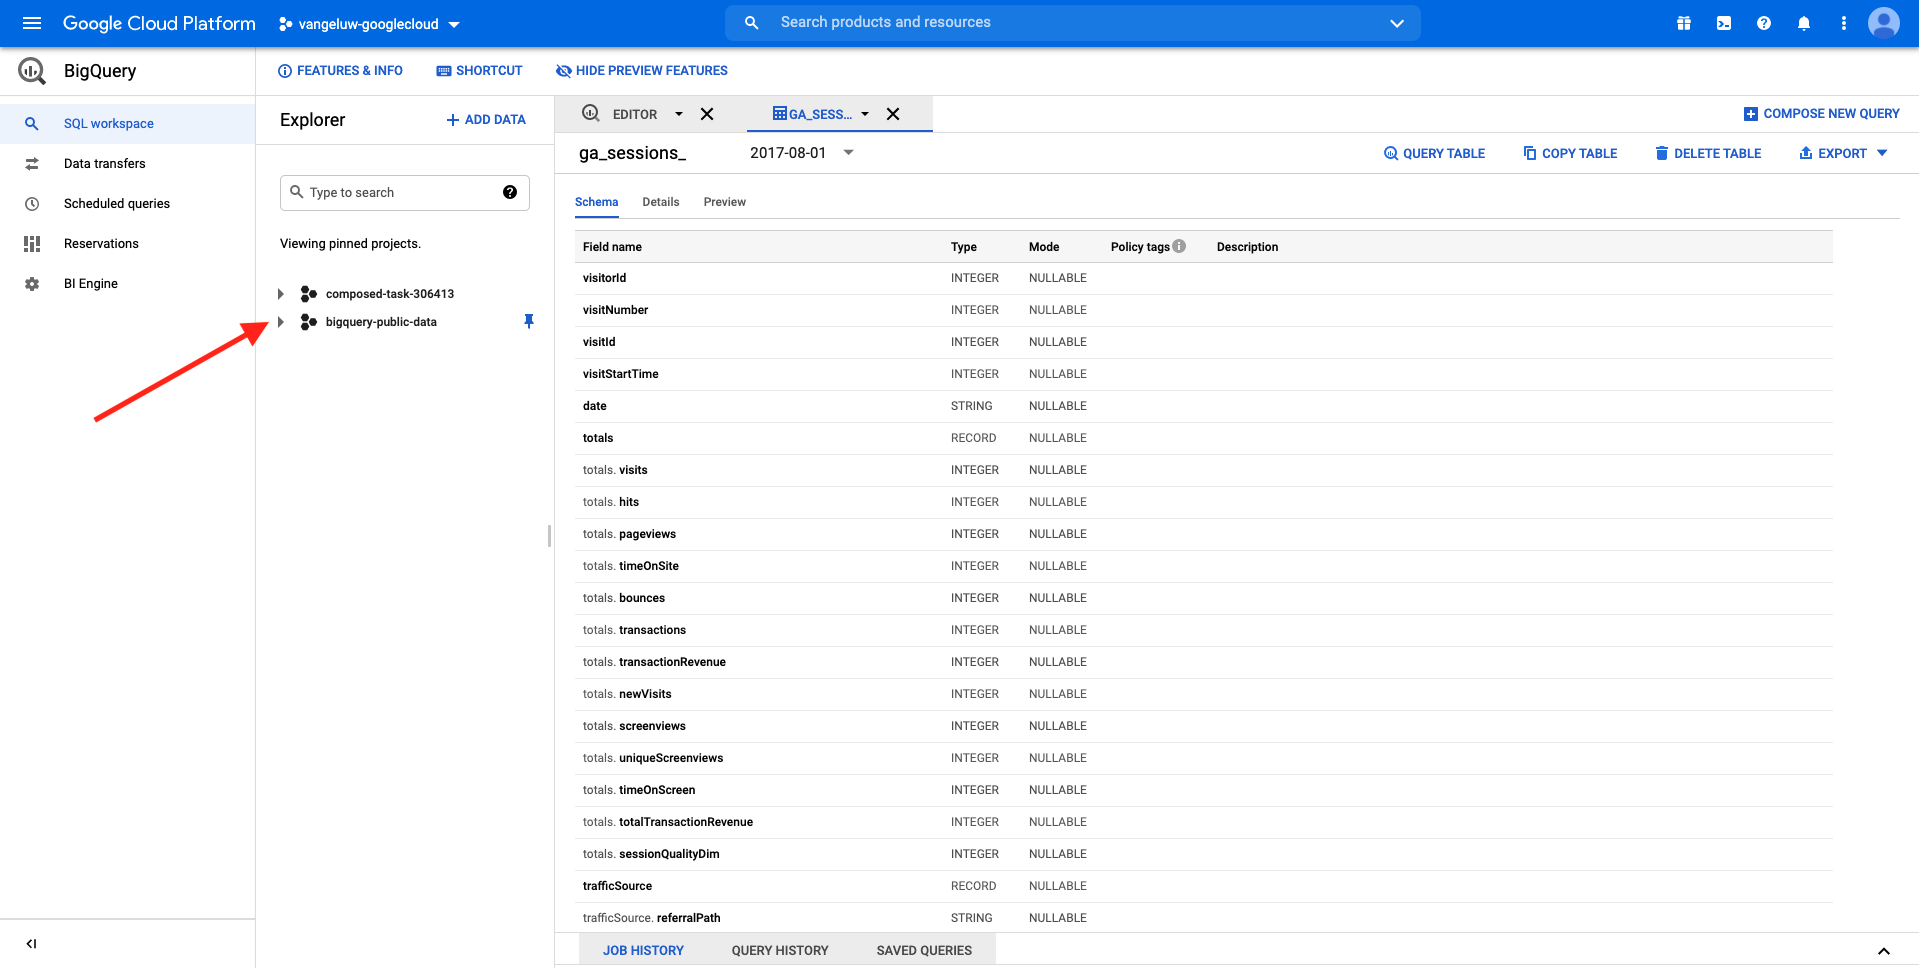 Google Cloud Platform vangeluw-googlecloud Search products and resources
BigQuery FEATURES & INFO SHORTCUT HIDE PREVIEW FEATURES
SQL workspace
Data transfers
Scheduled queries
Reservations
BI Engine
Explorer + ADD DATA
Type to search
Viewing pinned projects.
composed-task-306413
bigquery-public-data
EDITOR GA_SESS... COMPOSE NEW QUERY
ga_sessions_ 2017-08-01 QUERY TABLE COPY TABLE DELETE TABLE EXPORT
Schema Details Preview
Field name Type Mode Policy tags Description
visitorId INTEGER NULLABLE
visitNumber INTEGER NULLABLE
visitId INTEGER NULLABLE
visitStartTime INTEGER NULLABLE
date STRING NULLABLE
totals RECORD NULLABLE
totals. visits INTEGER NULLABLE
totals. hits INTEGER NULLABLE
totals. pageviews INTEGER NULLABLE
totals. timeOnSite INTEGER NULLABLE
totals. bounces INTEGER NULLABLE
totals. transactions INTEGER NULLABLE
totals. transactionRevenue INTEGER NULLABLE
totals. newVisits INTEGER NULLABLE
totals. screenviews INTEGER NULLABLE
totals. uniqueScreenviews INTEGER NULLABLE
totals. timeOnScreen INTEGER NULLABLE
totals. totalTransactionRevenue INTEGER NULLABLE
totals. sessionQualityDim INTEGER NULLABLE
trafficSource RECORD NULLABLE
trafficSource. referralPath STRING NULLABLE
JOB HISTORY QUERY HISTORY SAVED QUERIES